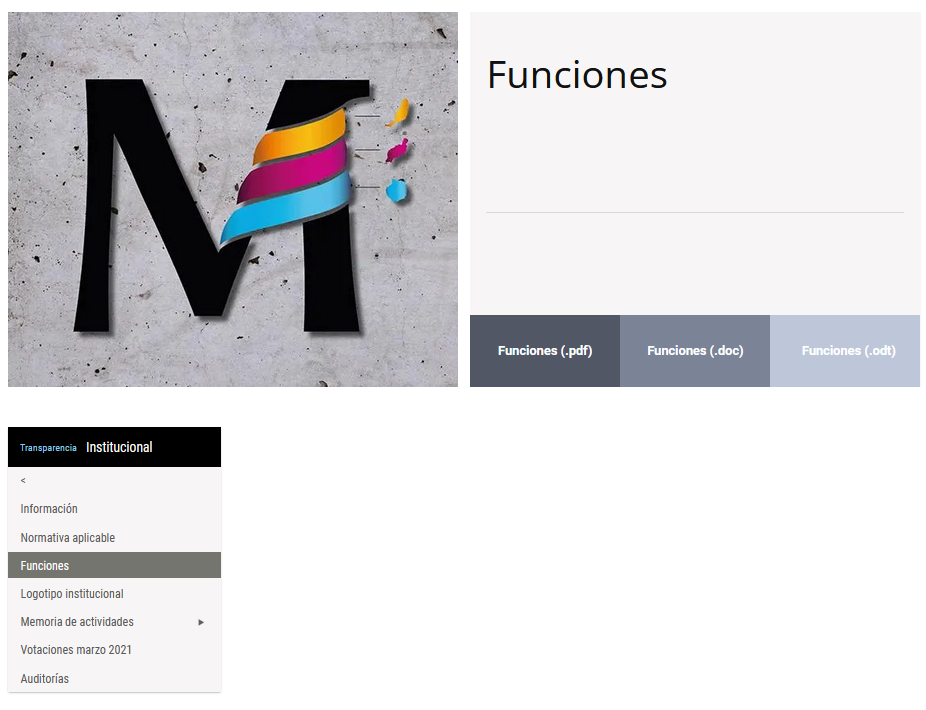 M
Funciones
Funciones (.pdf)
Funciones (.doc)
Funciones (.odt)
Transparencia Institucional
<
Información
Normativa aplicable
Funciones
Logotipo institucional
Memoria de actividades
Votaciones marzo 2021
Auditorías